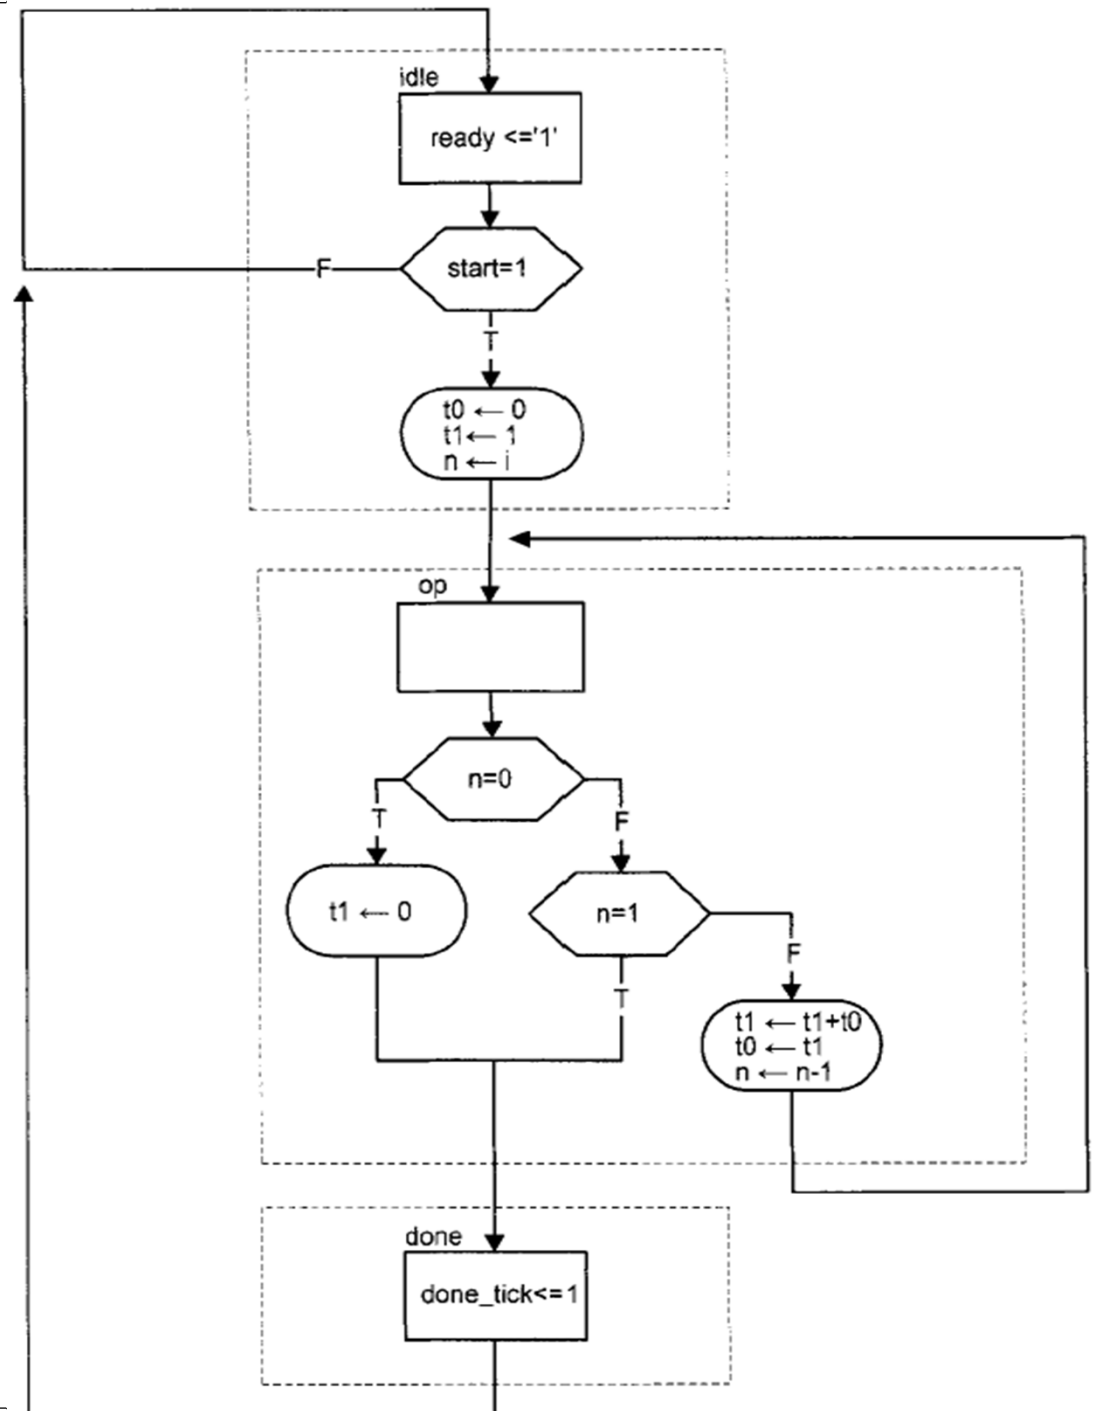 idle
ready <='1'
start=1
F
T
t0 ← 0
t1 ← 1
n ← i
op
n=0
T
F
t1 ← 0
n=1
F
T
t1 ← t1+t0
t0 ← t1
n ← n-1
done
done_tick<=1